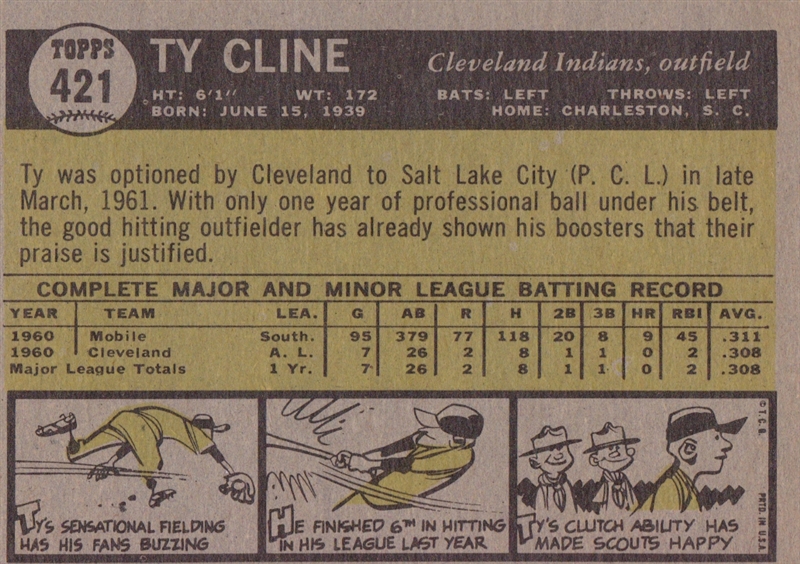 TOPPS
421
TY CLINE
Cleveland Indians, outfield
HT: 6'1" WT: 172 BATS: LEFT THROWS: LEFT
BORN: JUNE 15, 1939 HOME: CHARLESTON, S. C.
Ty was optioned by Cleveland to Salt Lake City (P. C. L.) in late
March, 1961. With only one year of professional ball under his belt,
the good hitting outfielder has already shown his boosters that their
praise is justified.
COMPLETE MAJOR AND MINOR LEAGUE BATTING RECORD
YEAR TEAM LEA. G AB R H 2B 3B HR RBI AVG.
1960 Mobile South. 95 379 77 118 20 8 9 45 .311
1960 Cleveland A. L. 7 26 2 8 1 1 0 2 .308
Major League Totals 1 Yr. 7 26 2 8 1 1 0 2 .308
TY'S SENSATIONAL FIELDING
HAS HIS FANS BUZZING
HE FINISHED 6TH IN HITTING
IN HIS LEAGUE LAST YEAR
TY'S CLUTCH ABILITY HAS
MADE SCOUTS HAPPY
© T. C. G. PRTD. IN U.S.A.